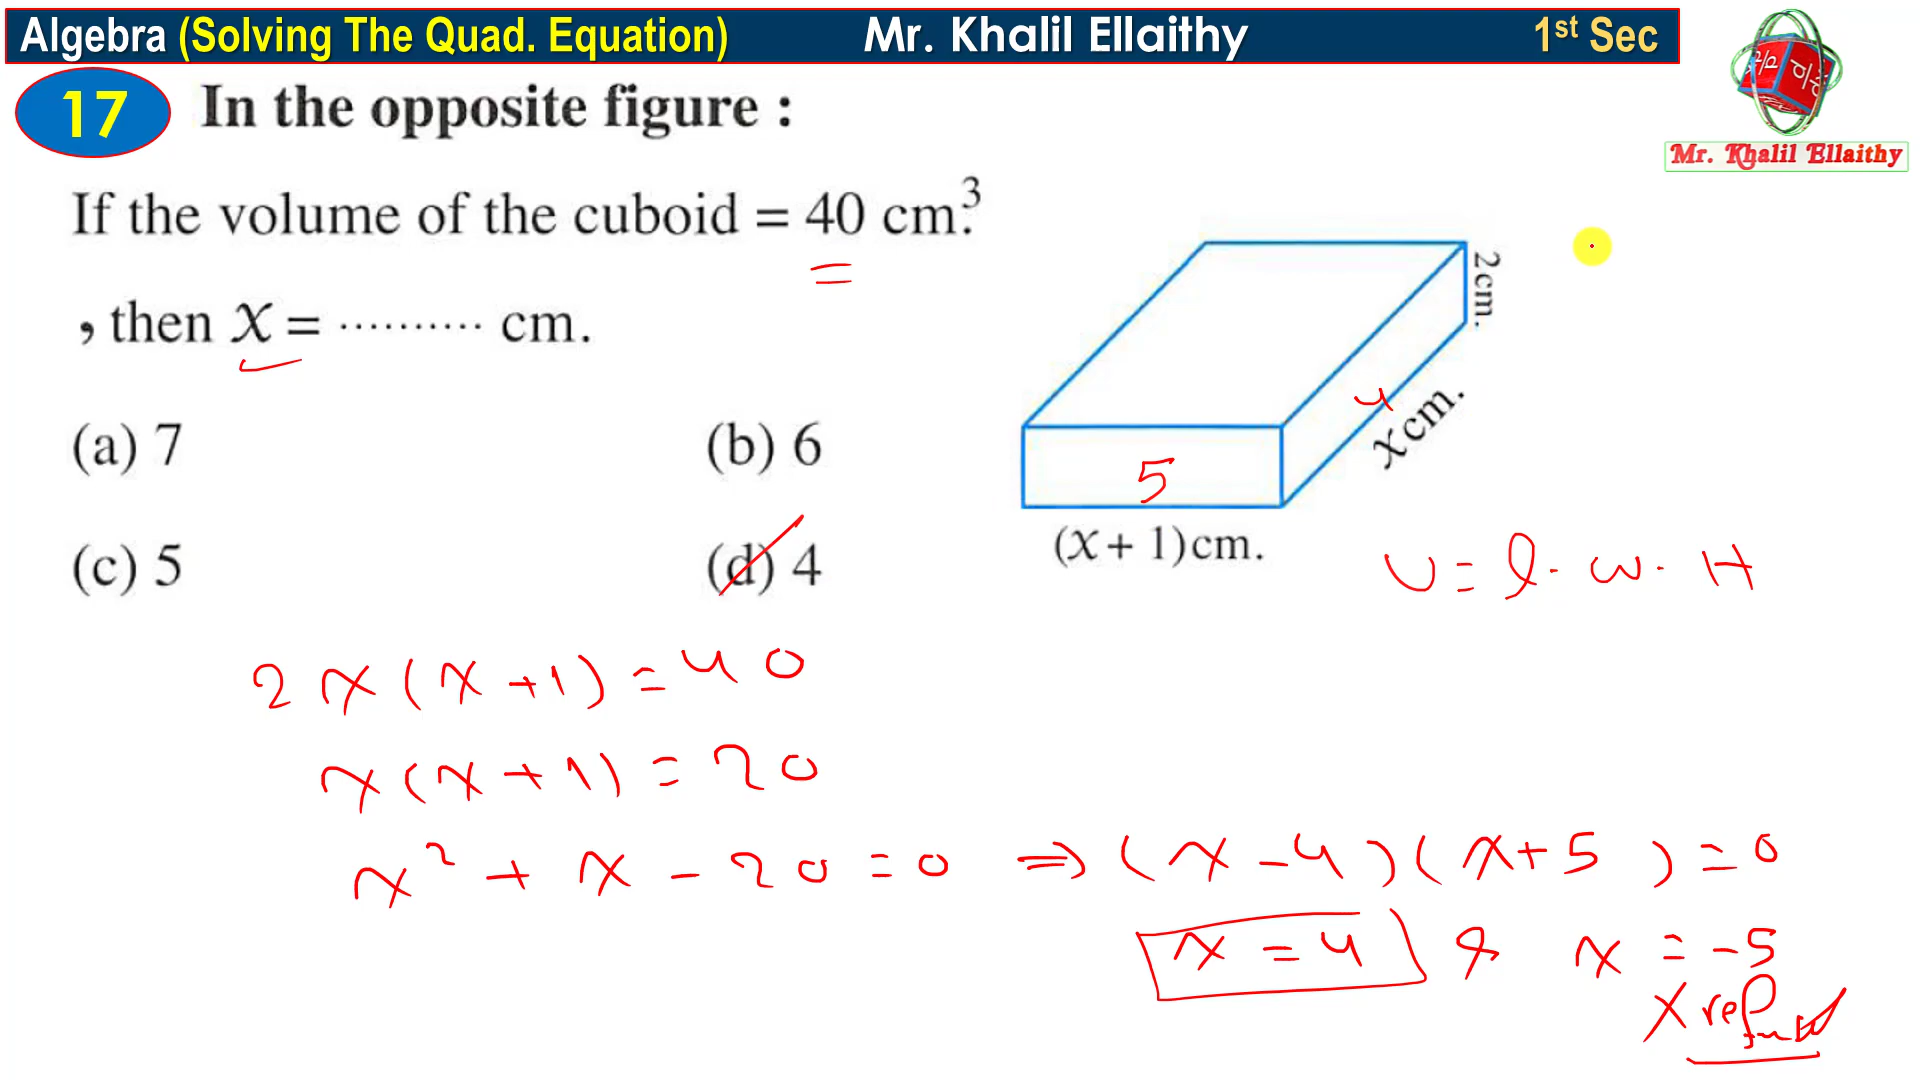 Algebra (Solving The Quad. Equation) Mr. Khalil Ellaithy 1st Sec
Mr. Khalil Ellaithy
17 In the opposite figure :
If the volume of the cuboid = 40 cm³.
, then x = .......... cm.
(a) 7 (b) 6
(c) 5 (d) 4
2cm.
4
x cm.
5
(x + 1) cm.
V = l . w . H
2x(x+1) = 40
x(x+1) = 20
x² + x - 20 = 0 ⇒ (x-4)(x+5) = 0
x = 4 & x = -5
X refused